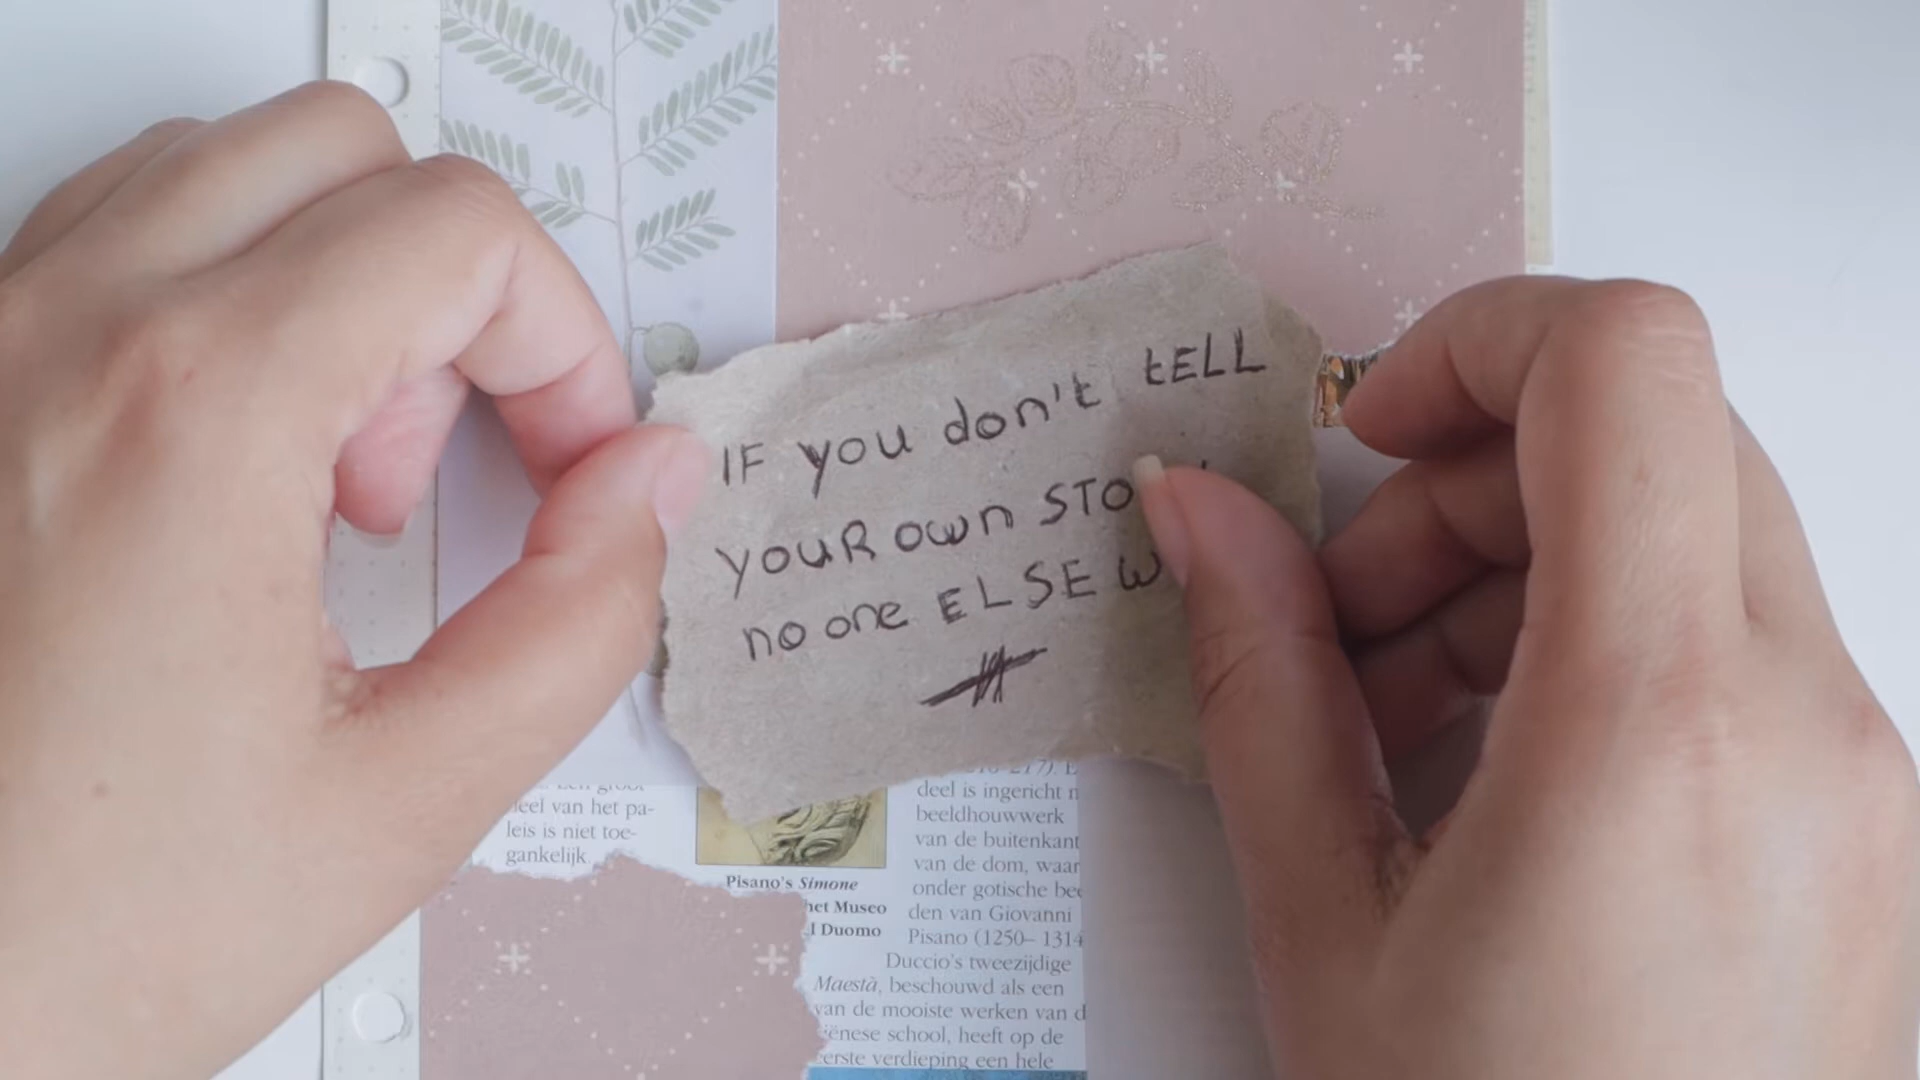 IF you don't tELL
youR own STO
no one ELSE w
deel van het pa-
leis is niet toe-
gankelijk.
Pisano's Simone
het Museo
l Duomo
deel is ingericht
beeldhouwwerk
van de buitenkant
van de dom, waar
onder gotische bee
den van Giovanni
Pisano (1250– 1314
Duccio's tweezijdige
Maestà, beschouwd als een
van de mooiste werken van d
iënese school, heeft op de
eerste verdieping een hele